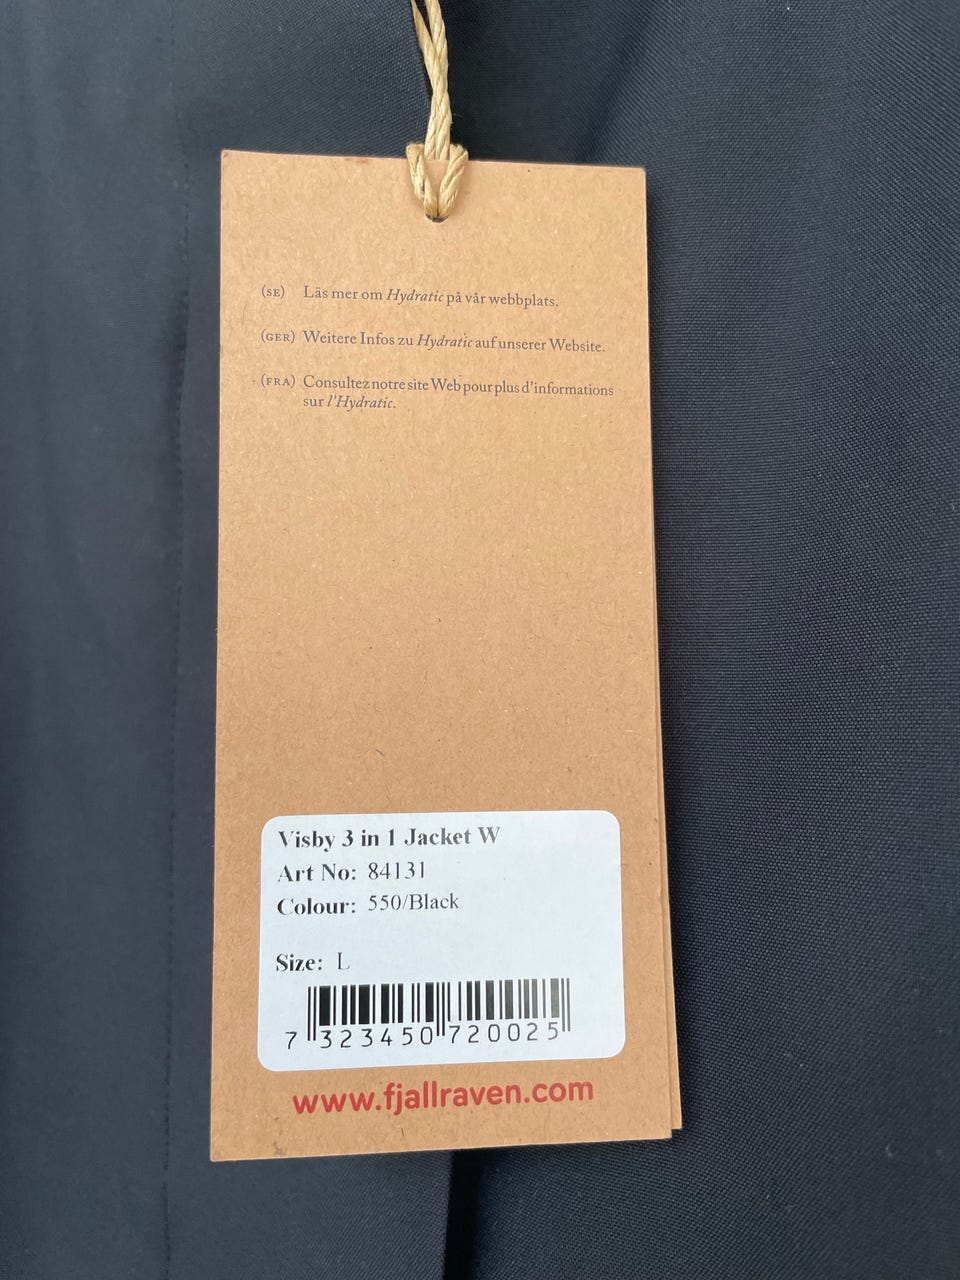 (SE) Läs mer om Hydratic på vår webbplats.
(GER) Weitere Infos zu Hydratic auf unserer Website.
(FRA) Consultez notre site Web pour plus d'informations
sur l'Hydratic.
Visby 3 in 1 Jacket W
Art No: 84131
Colour: 550/Black
Size: L
7 323450 720025
www.fjallraven.com